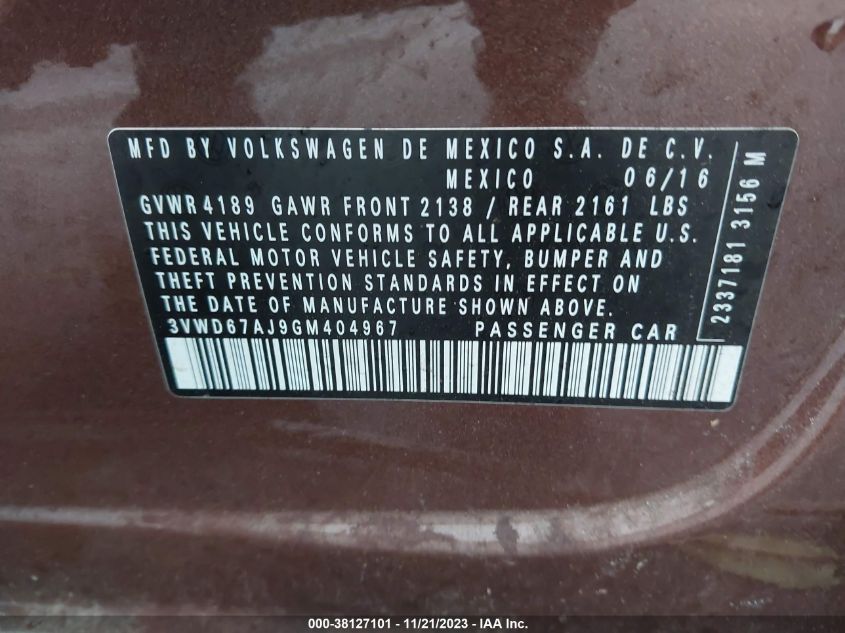 MFD BY VOLKSWAGEN DE MEXICO S.A. DE C.V.
MEXICO 06/16
GVWR 4189 GAWR FRONT 2138 / REAR 2161 LBS
THIS VEHICLE CONFORMS TO ALL APPLICABLE U.S.
FEDERAL MOTOR VEHICLE SAFETY, BUMPER AND
THEFT PREVENTION STANDARDS IN EFFECT ON
THE DATE OF MANUFACTURE SHOWN ABOVE.
3VWD67AJ9GM404967 PASSENGER CAR
2337181 3156 M
000-38127101 - 11/21/2023 - IAA Inc.